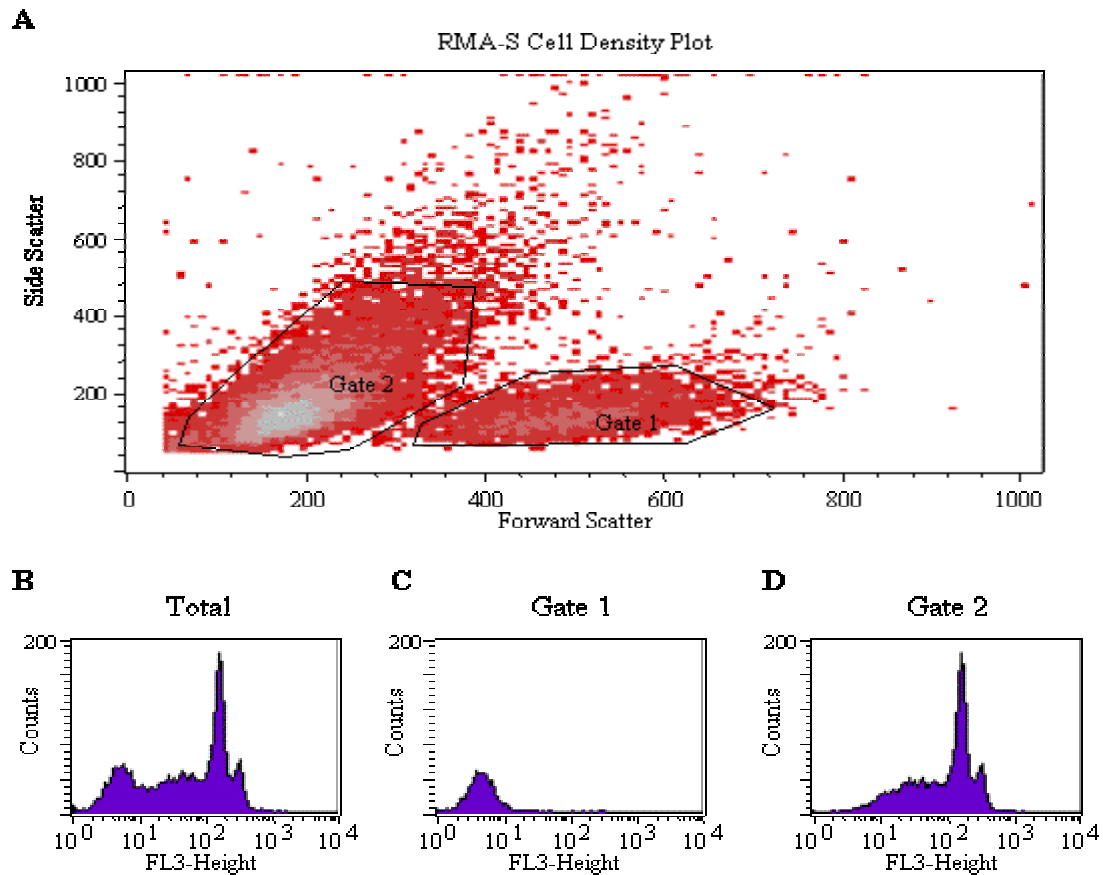 A
RMA-S Cell Density Plot
1000
800
600
400
200
Side Scatter
Gate 2
Gate 1
0 200 400 600 800 1000
Forward Scatter
B C D
Total Gate 1 Gate 2
200 200 200
Counts Counts Counts
10^0 10^1 10^2 10^3 10^4 10^0 10^1 10^2 10^3 10^4 10^0 10^1 10^2 10^3 10^4
FL3-Height FL3-Height FL3-Height